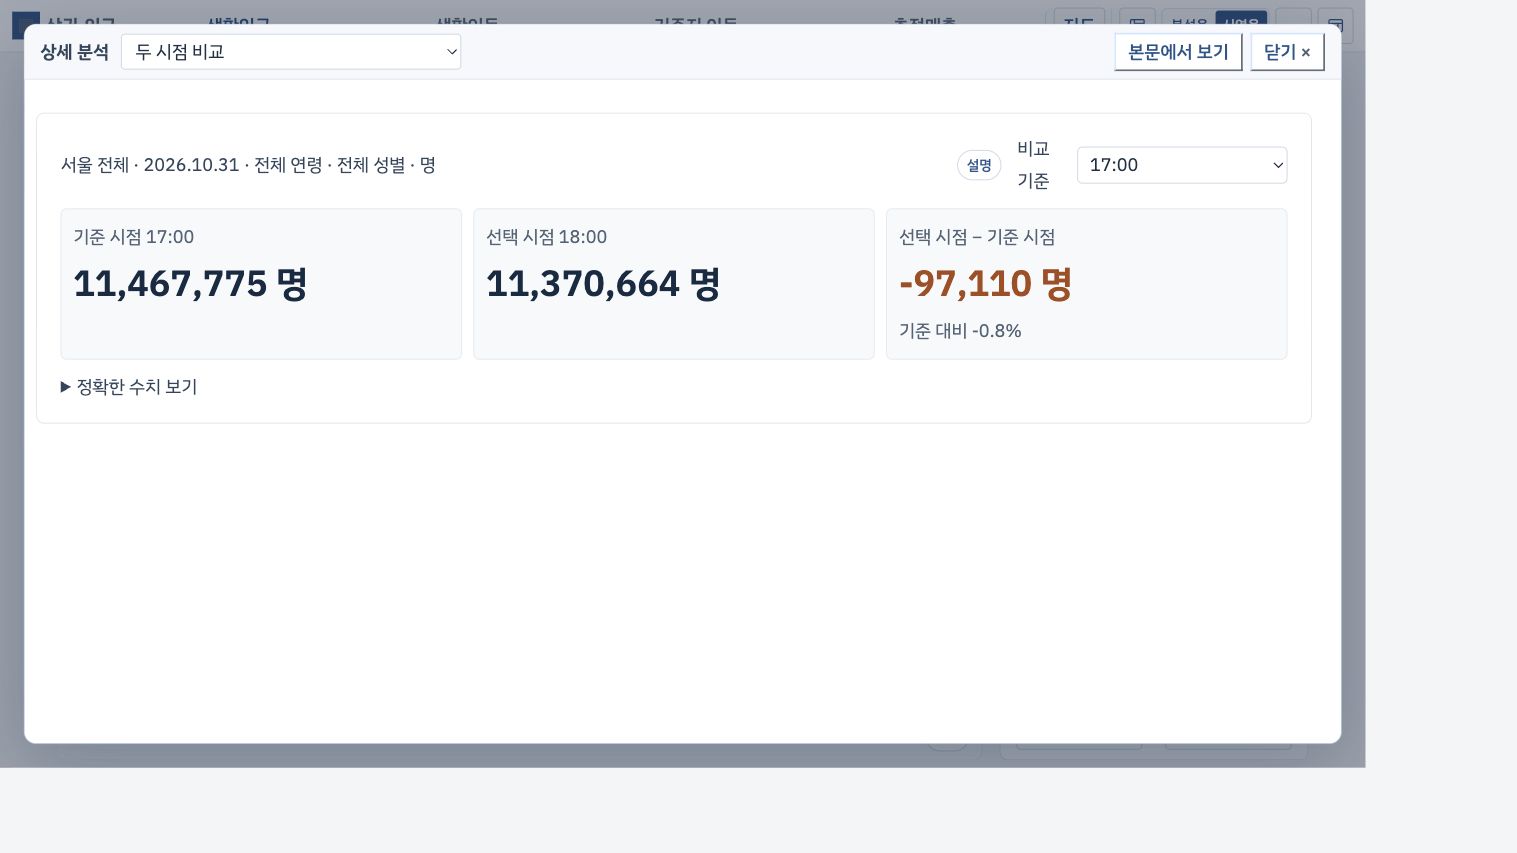 상세 분석
두 시점 비교
본문에서 보기
닫기 ×
서울 전체 · 2026.10.31 · 전체 연령 · 전체 성별 · 명
설명
비교
기준
17:00
기준 시점 17:00
11,467,775 명
선택 시점 18:00
11,370,664 명
선택 시점 − 기준 시점
-97,110 명
기준 대비 -0.8%
▶ 정확한 수치 보기